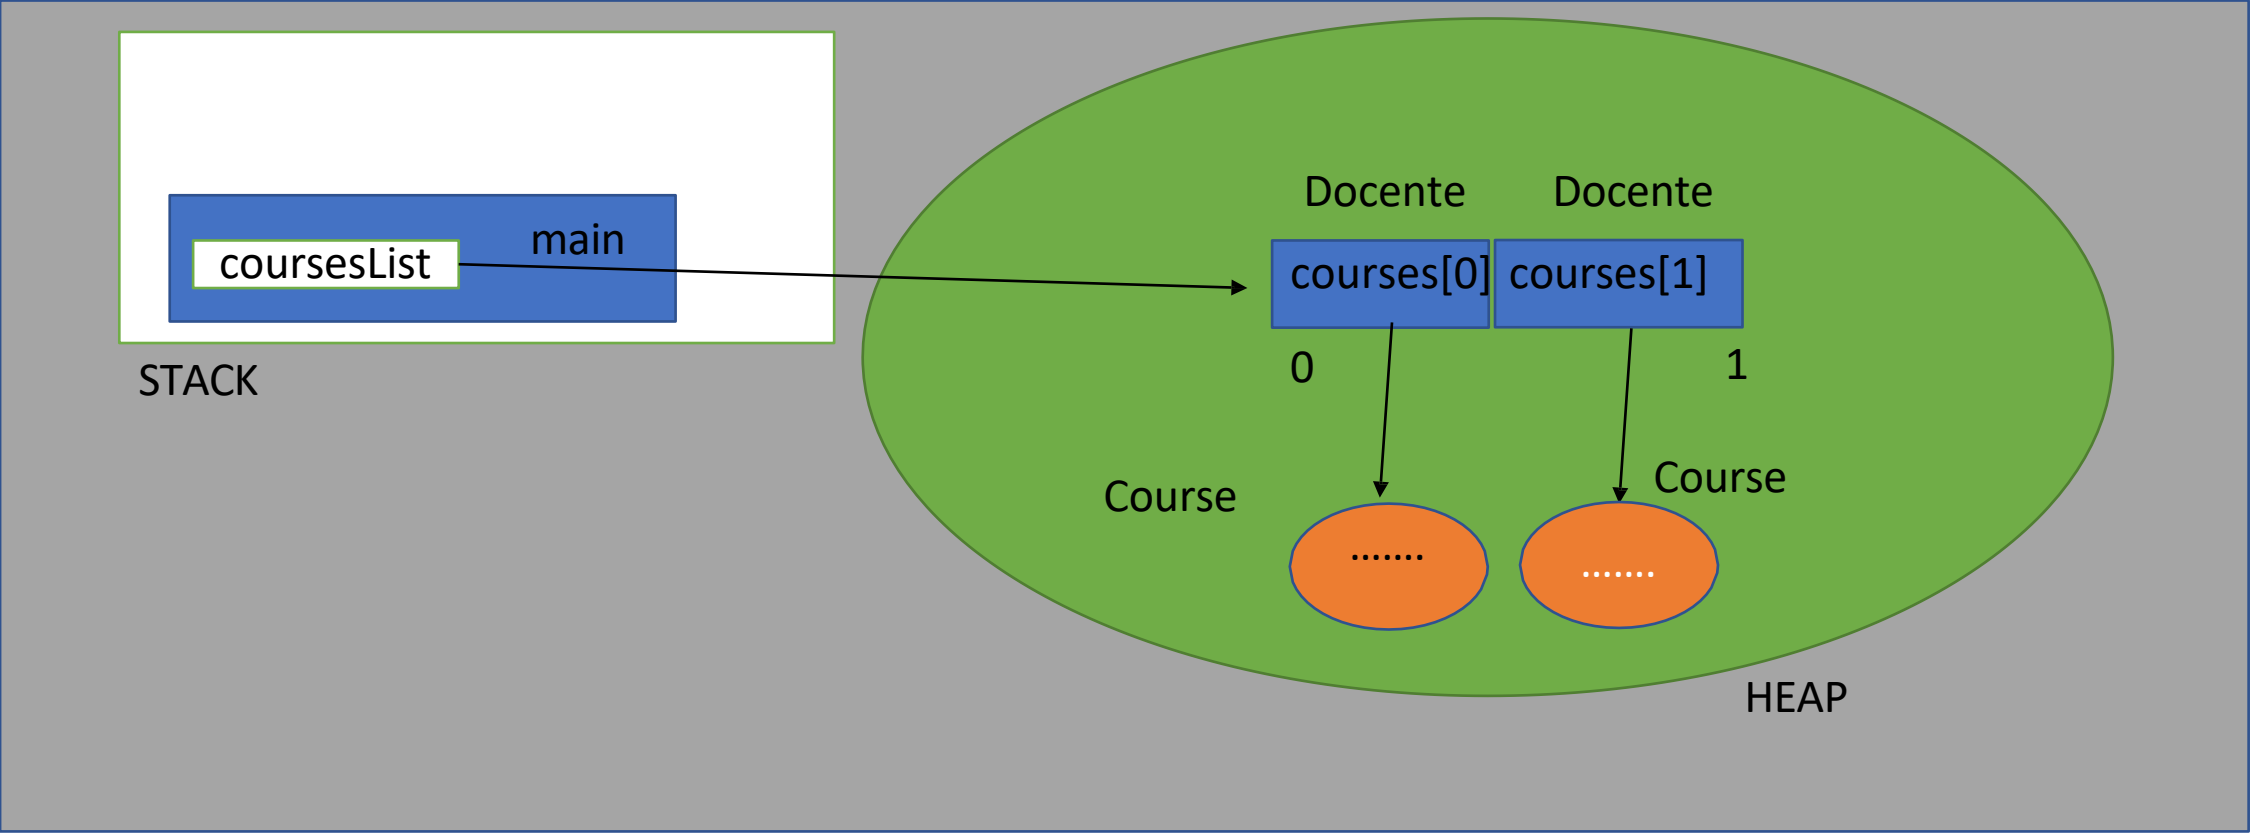 main
coursesList
STACK
Docente
Docente
courses[0]
courses[1]
0
1
Course
Course
.......
.......
HEAP